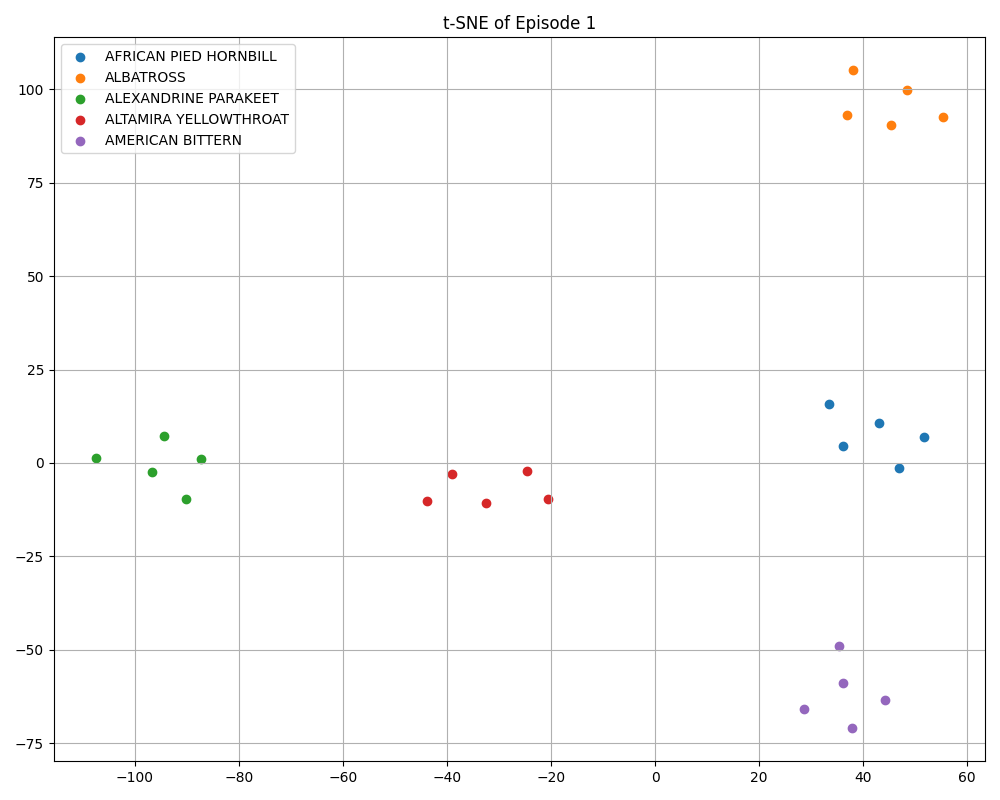 t-SNE of Episode 1
AFRICAN PIED HORNBILL
ALBATROSS
ALEXANDRINE PARAKEET
ALTAMIRA YELLOWTHROAT
AMERICAN BITTERN
100
75
50
25
0
−25
−50
−75
−100 −80 −60 −40 −20 0 20 40 60